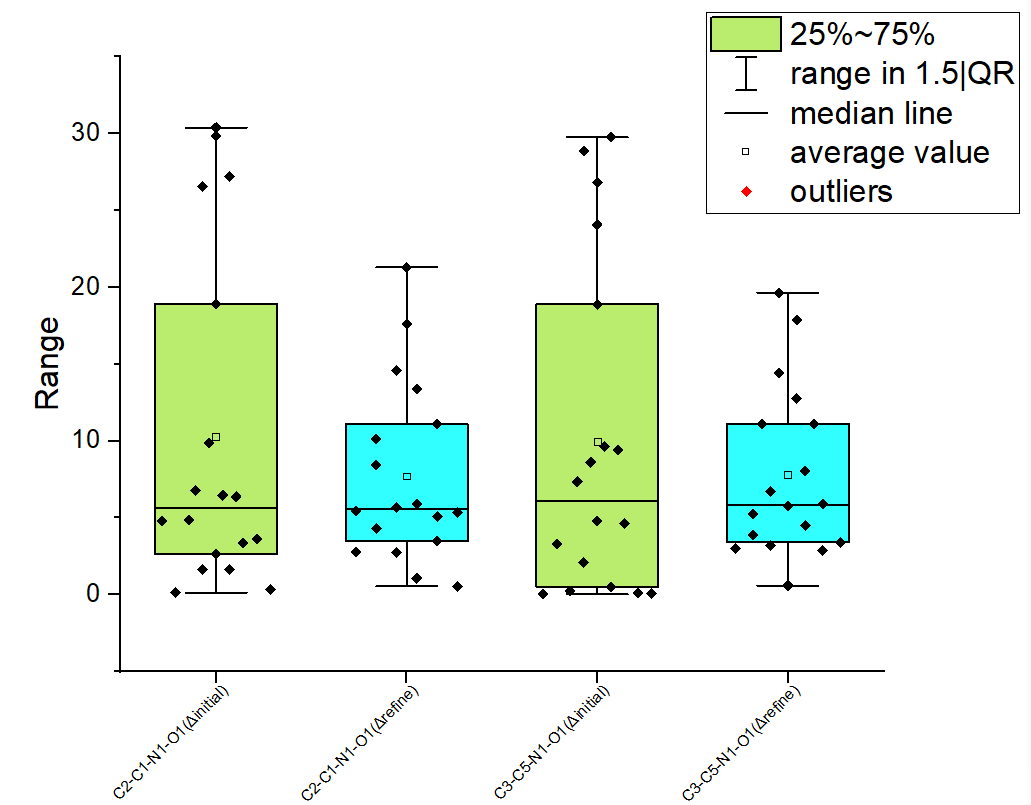 25%~75%
range in 1.5|QR
median line
average value
outliers
30
20
10
0
Range
C2-C1-N1-O1(Δinitial)
C2-C1-N1-O1(Δrefine)
C3-C5-N1-O1(Δinitial)
C3-C5-N1-O1(Δrefine)